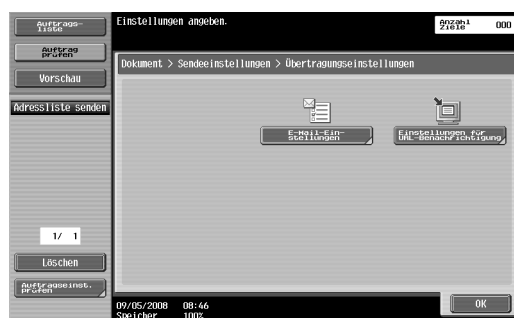 Auftrags-
liste
Auftrag
prüfen
Vorschau
Adressliste senden
1/ 1
Löschen
Auftragseinst.
prüfen
Einstellungen angeben.
Anzahl
Ziele
000
Dokument > Sendeeinstellungen > Übertragungseinstellungen
E-Mail-Ein-
stellungen
Einstellungen für
URL-Benachrichtigung
09/05/2008 08:46
Speicher 100%
OK